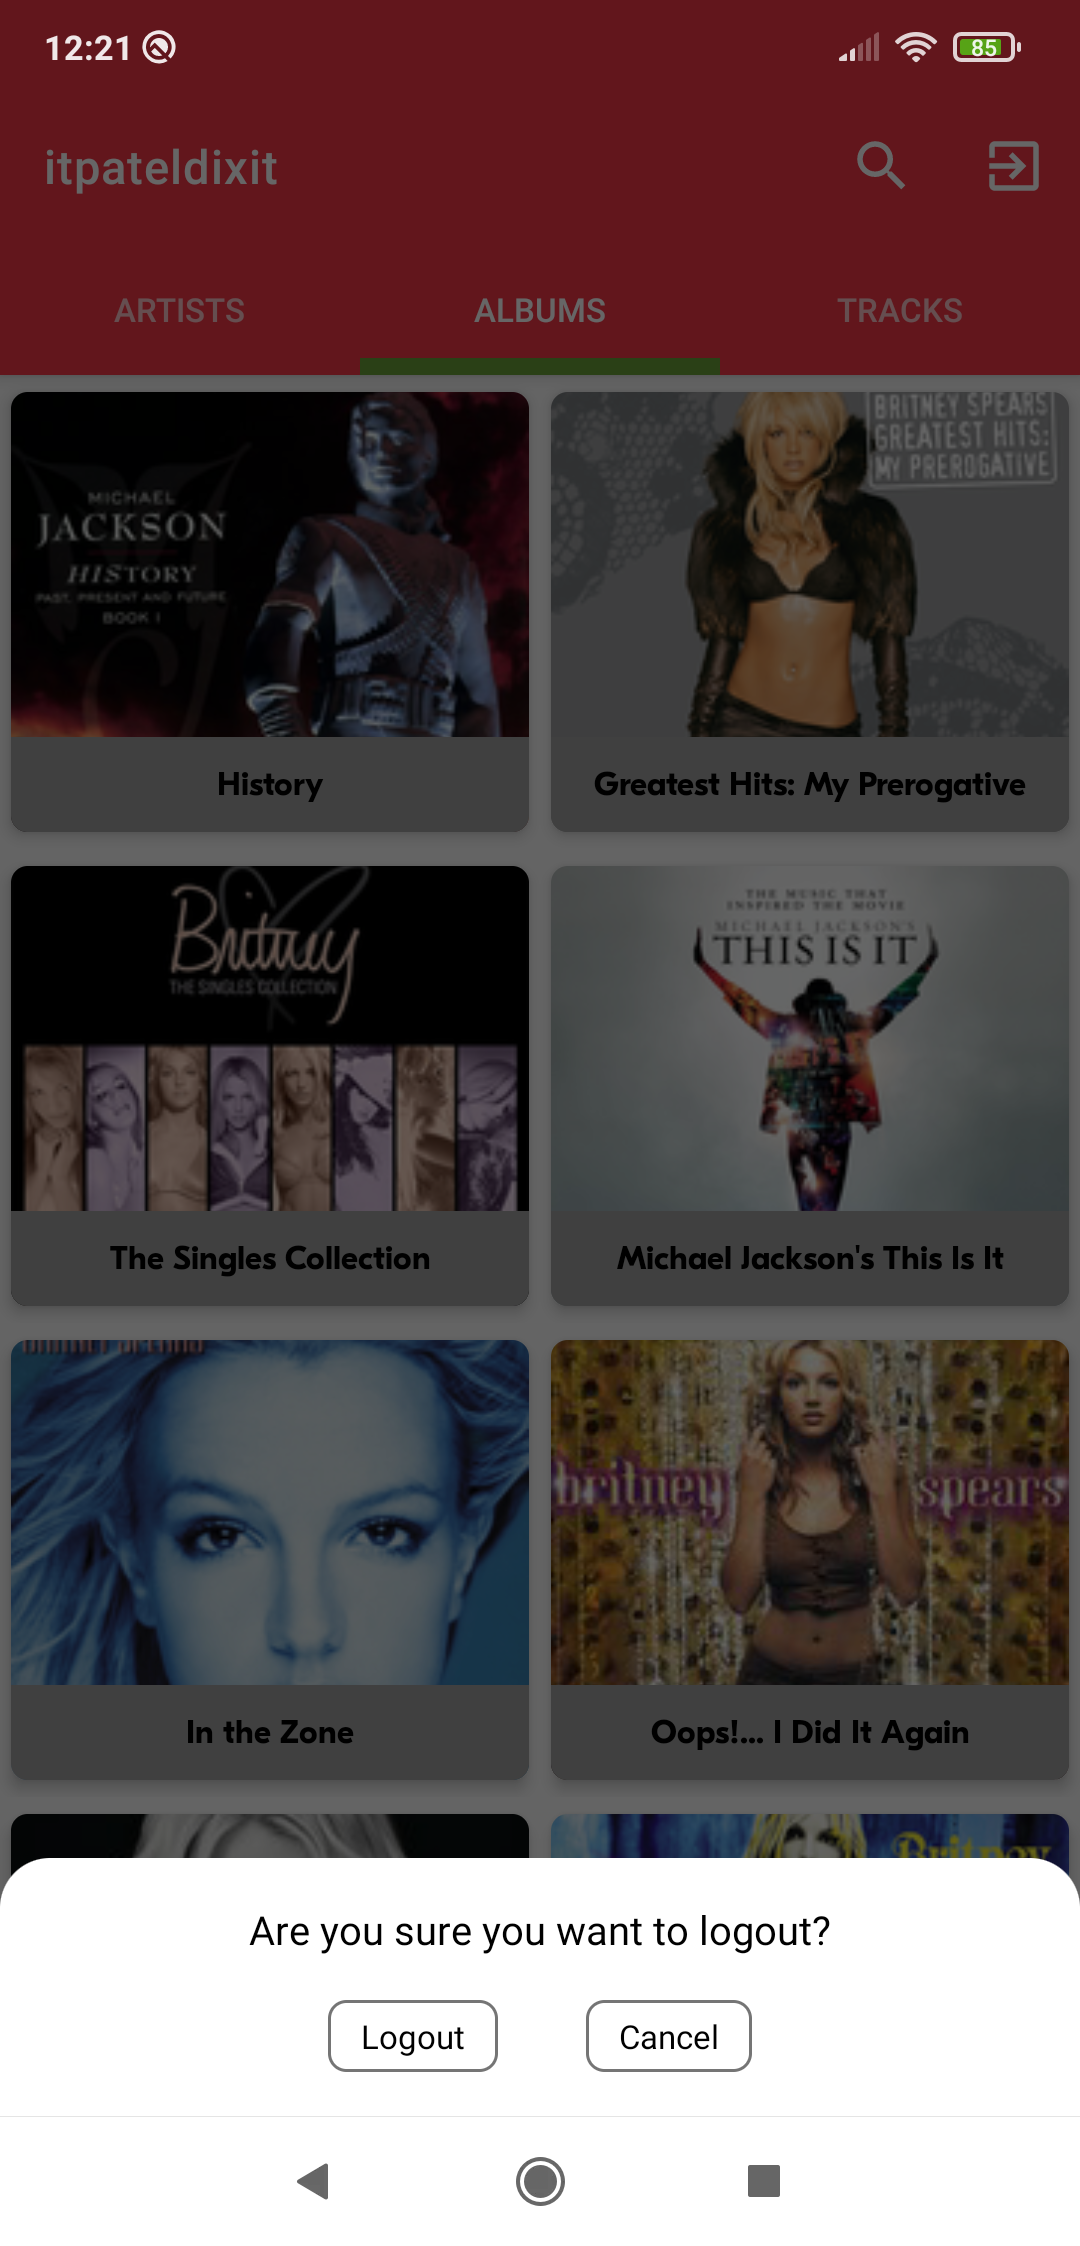 12:21
85
itpateldixit
ARTISTS
ALBUMS
TRACKS
MICHAEL
JACKSON
HISTORY
PAST, PRESENT AND FUTURE
BOOK I
BRITNEY SPEARS
GREATEST HITS:
MY PREROGATIVE
History
Greatest Hits: My Prerogative
Britney
THE SINGLES COLLECTION
THE MUSIC THAT
INSPIRED THE MOVIE
MICHAEL JACKSON'S
THIS IS IT
The Singles Collection
Michael Jackson's This Is It
britney spears
In the Zone
Oops!... I Did It Again
Britney
Are you sure you want to logout?
Logout
Cancel